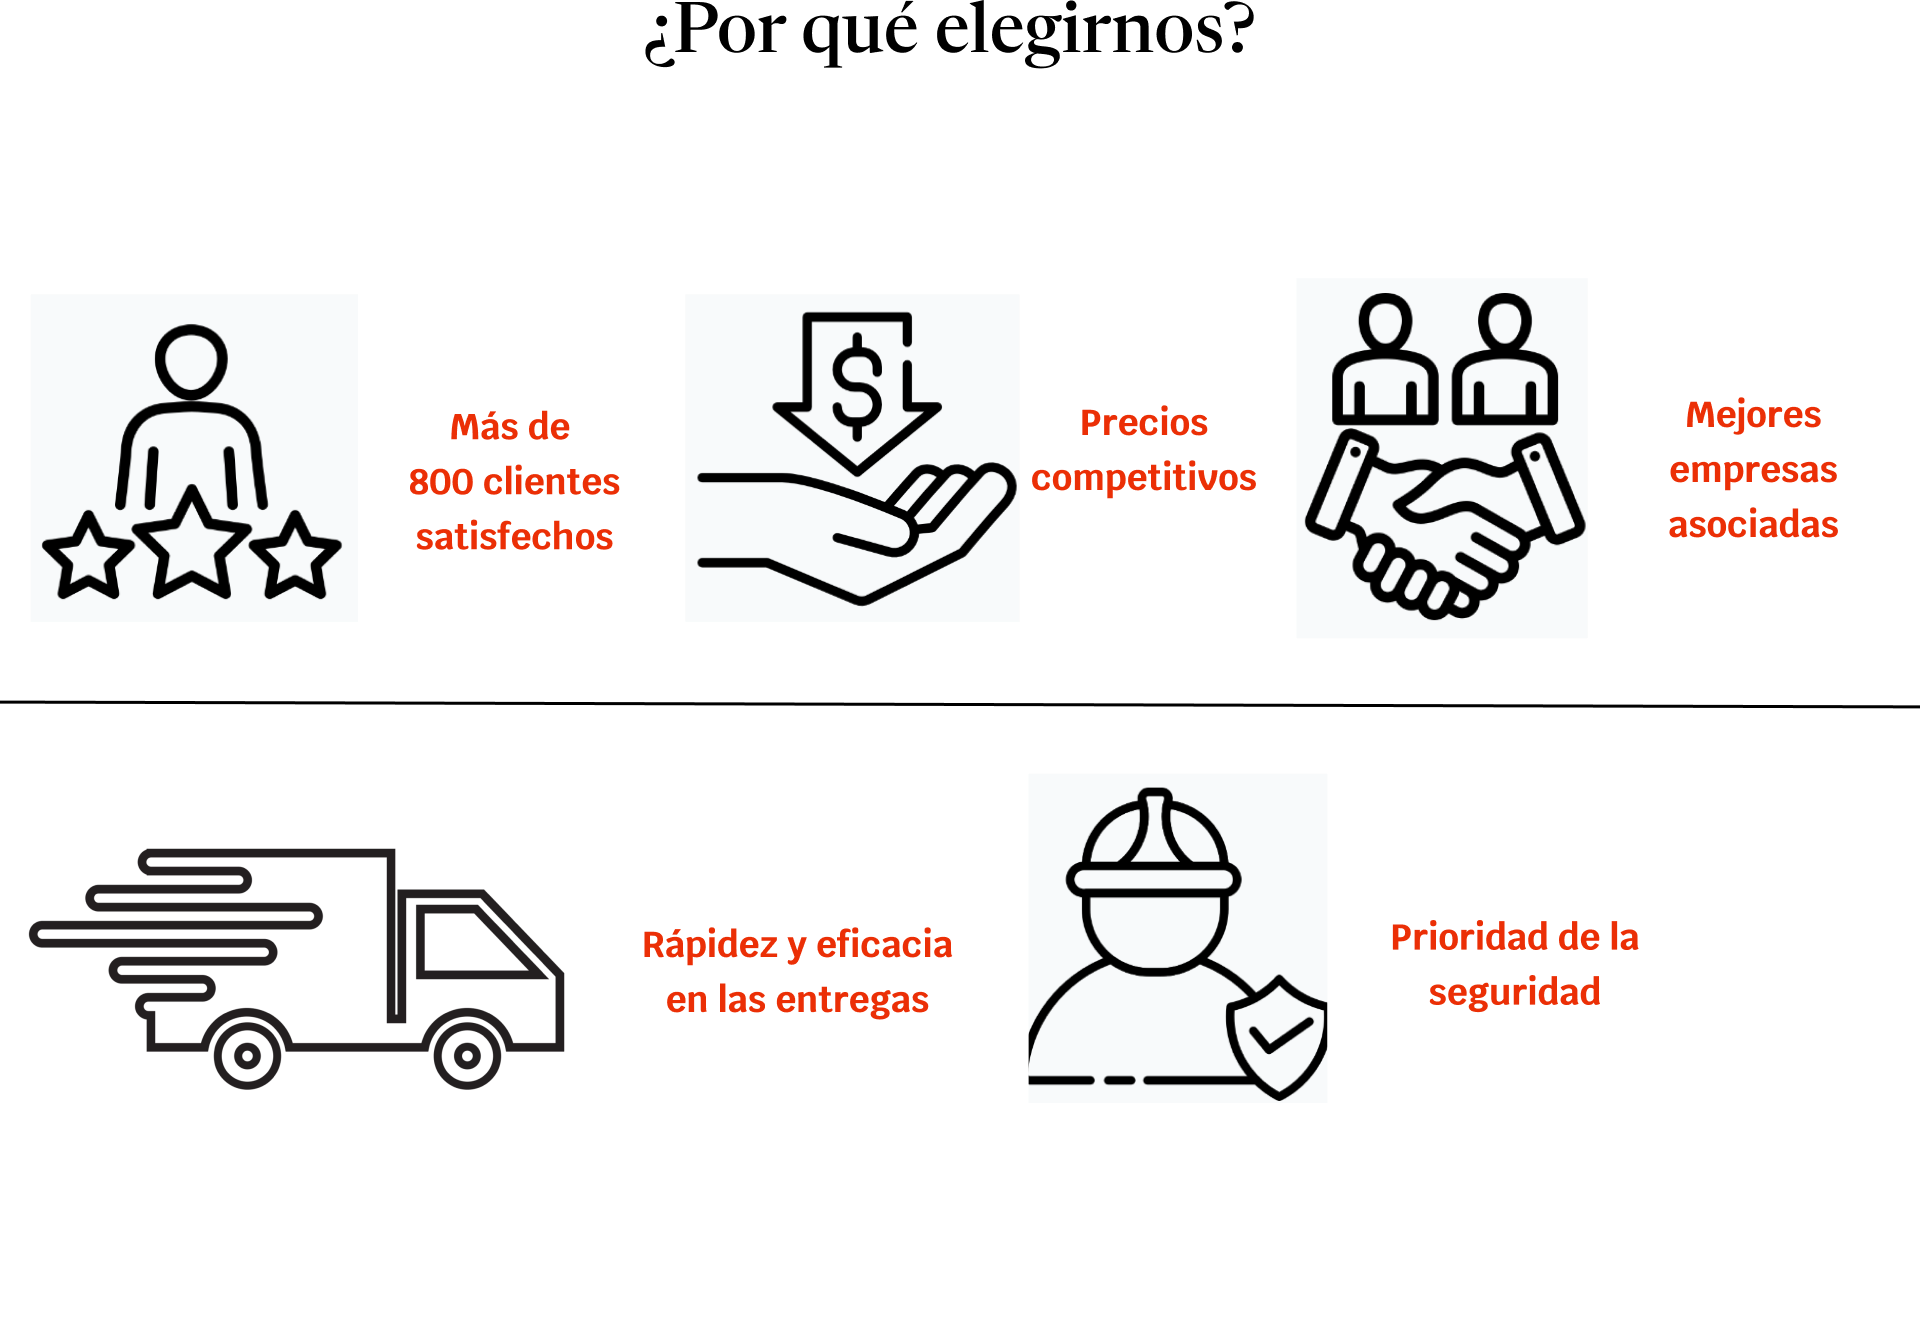 ¿Por qué elegirnos?
Más de
800 clientes
satisfechos
$
Precios
competitivos
Mejores
empresas
asociadas
Rápidez y eficacia
en las entregas
Prioridad de la
seguridad